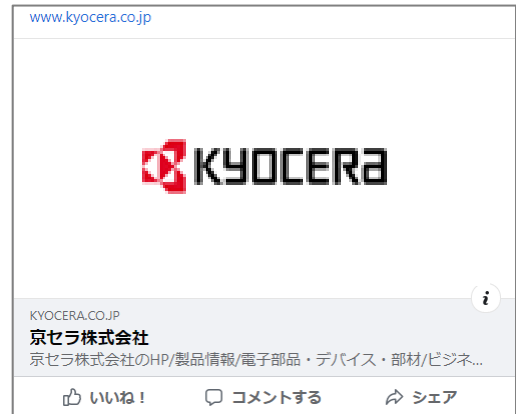 www.kyocera.co.jp
KYOCERA
i
KYOCERA.CO.JP
京セラ株式会社
京セラ株式会社のHP/製品情報/電子部品・デバイス・部材/ビジネ...
いいね！ コメントする シェア